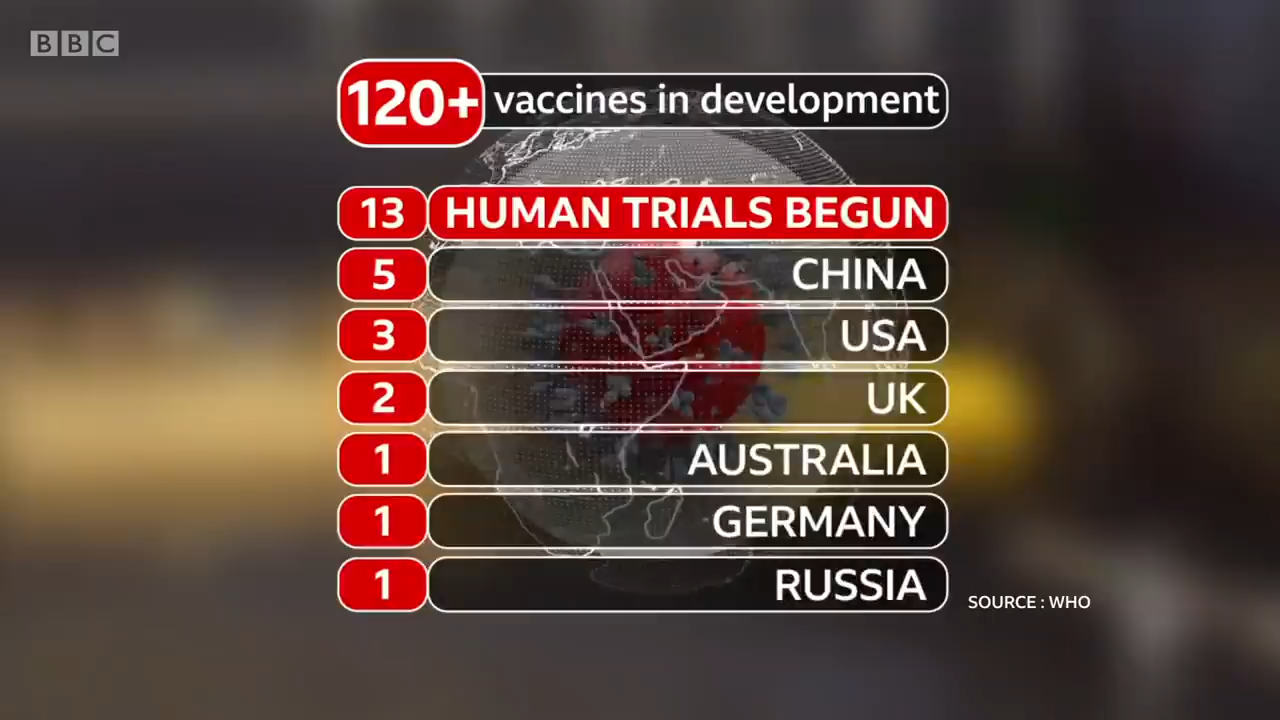 BBC
120+ vaccines in development
13 HUMAN TRIALS BEGUN
5 CHINA
3 USA
2 UK
1 AUSTRALIA
1 GERMANY
1 RUSSIA
SOURCE : WHO